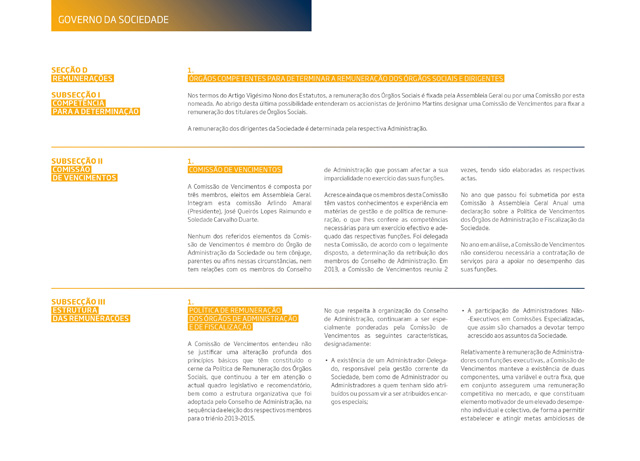 GOVERNO DA SOCIEDADE
SECÇÃO O
REMUNERAÇÕES
SUBSECÇÃO I
COMPETÊNCIA
PARA A DETERMINAÇÃO
1.
ÓRGÃOS COMPETENTES PARA DETERMINAR A REMUNERAÇÃO DOS ÓRGÃOS SOCIAIS E DIRIGENTES
Nos termos do Artigo Vigésimo Nono dos Estatutos, a remuneração dos Órgãos Sociais é fixada pela Assembleia Geral ou por uma Comissão por esta
nomeada. Ao abrigo desta última possibilidade entenderam os accionistas de Jerónimo Martins designar uma Comissão de Vencimentos para fixar a
remuneração dos titulares de Órgãos Sociais.
A remuneração dos dirigentes da Sociedade é determinada pela respectiva Administração.
SUBSECÇÃO II
COMISSÃO
DE VENCIMENTOS
1.
COMISSÃO DE VENCIMENTOS
A Comissão de Vencimentos é composta por
três membros, eleitos em Assembleia Geral.
Integram esta comissão Arlindo Amaral
(Presidente), José Queirós Lopes Raimundo e
Soledade Carvalho Duarte.
Nenhum dos referidos elementos da Comis-
são de Vencimentos é membro do Órgão de
Administração da Sociedade ou tem cônjuge,
parentes ou afins nessas circunstâncias, nem
tem relações com os membros do Conselho
de Administração que possam afectar a sua
imparcialidade no exercício das suas funções.
Acresce ainda que os membros desta Comissão
têm vastos conhecimentos e experiência em
matérias de gestão e de política de remune-
ração, o que lhes confere as competências
necessárias para um exercício efectivo e ade-
quado das respectivas funções. Foi delegada
nesta Comissão, de acordo com o legalmente
disposto, a determinação da retribuição dos
membros do Conselho de Administração. Em
2013, a Comissão de Vencimentos reuniu 2
vezes, tendo sido elaboradas as respectivas
actas.
No ano que passou foi submetida por esta
Comissão à Assembleia Geral Anual uma
declaração sobre a Política de Vencimentos
dos Órgãos de Administração e Fiscalização da
Sociedade.
No ano em análise, a Comissão de Vencimentos
não considerou necessária a contratação de
serviços para a apoiar no desempenho das
suas funções.
SUBSECÇÃO III
ESTRUTURA
DAS REMUNERAÇÕES
1.
POLÍTICA DE REMUNERAÇÃO
DOS ÓRGÃOS DE ADMINISTRAÇÃO
E DE FISCALIZAÇÃO
A Comissão de Vencimentos entendeu não
se justificar uma alteração profunda dos
princípios básicos que têm constituído o
cerne da Política de Remuneração dos Órgãos
Sociais, que continuou a ter em atenção o
actual quadro legislativo e recomendatório,
bem como a estrutura organizativa que foi
adoptada pelo Conselho de Administração, na
sequência da eleição dos respectivos membros
para o triénio 2013-2015.
No que respeita à organização do Conselho
de Administração, continuaram a ser espe-
cialmente ponderadas pela Comissão de
Vencimentos as seguintes características,
designadamente:
• A existência de um Administrador-Delega-
do, responsável pela gestão corrente da
Sociedade, bem como de Administrador ou
Administradores a quem tenham sido atri-
buídos ou possam vir a ser atribuídos encar-
gos especiais;
• A participação de Administradores Não-
-Executivos em Comissões Especializadas,
que assim são chamados a devotar tempo
acrescido aos assuntos da Sociedade.
Relativamente à remuneração de Administra-
dores com funções executivas, a Comissão de
Vencimentos manteve a existência de duas
componentes, uma variável e outra fixa, que
em conjunto assegurem uma remuneração
competitiva no mercado, e que constituam
elemento motivador de um elevado desempe-
nho individual e colectivo, de forma a permitir
estabelecer e atingir metas ambiciosas de